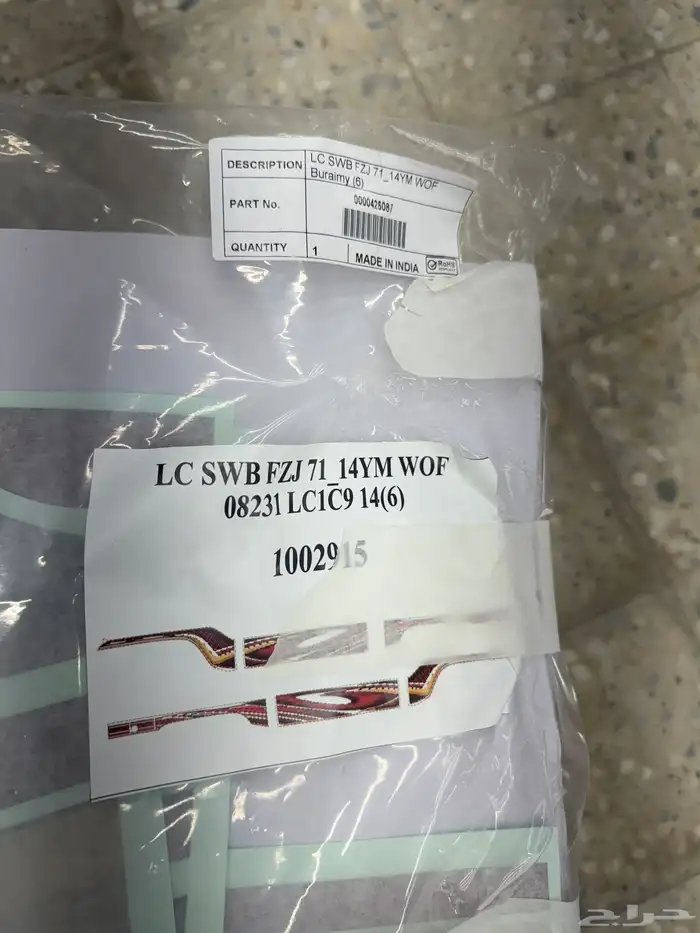 DESCRIPTION LC SWB FZJ 71_14YM WOF
Buraimy (6)
PART No. 0000425087
QUANTITY 1 MADE IN INDIA RoHS
LC SWB FZJ 71_14YM WOF
08231 LC1C9 14(6)
1002915
حراج